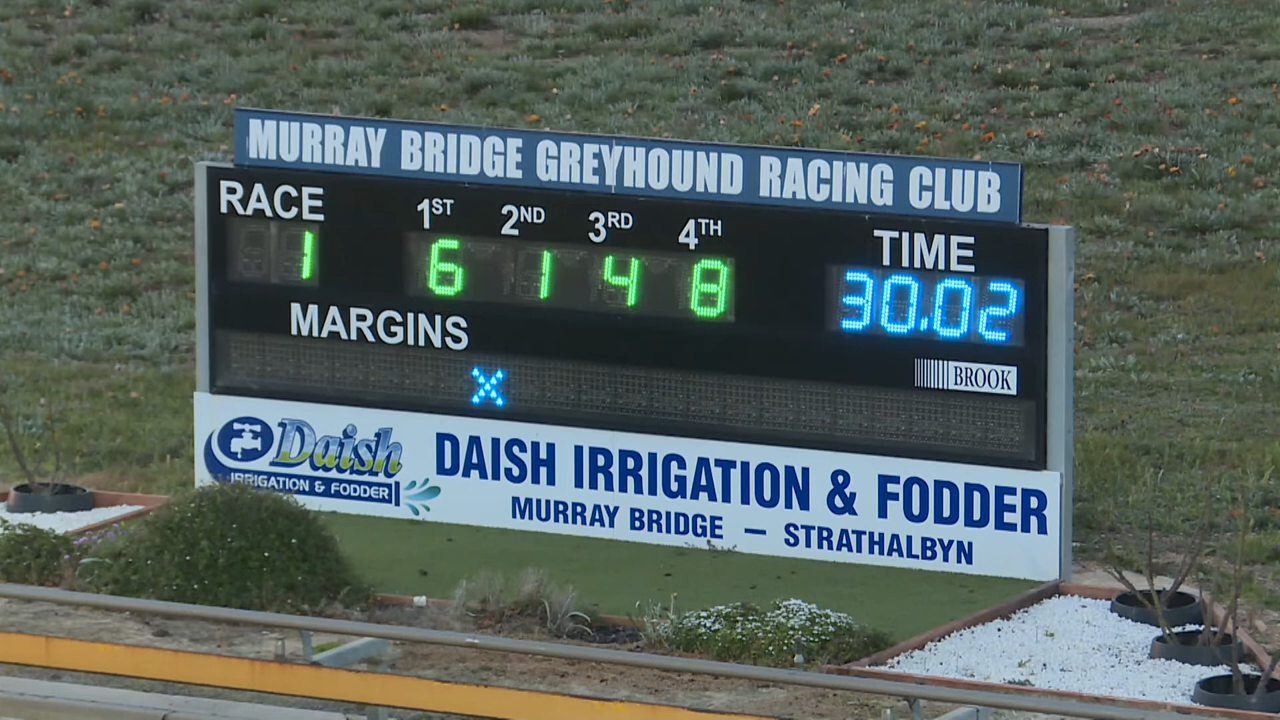 MURRAY BRIDGE GREYHOUND RACING CLUB
RACE 1ST 2ND 3RD 4TH TIME
1 6 1 4 8 30.02
MARGINS
X
BROOK
Daish
IRRIGATION & FODDER
DAISH IRRIGATION & FODDER
MURRAY BRIDGE — STRATHALBYN